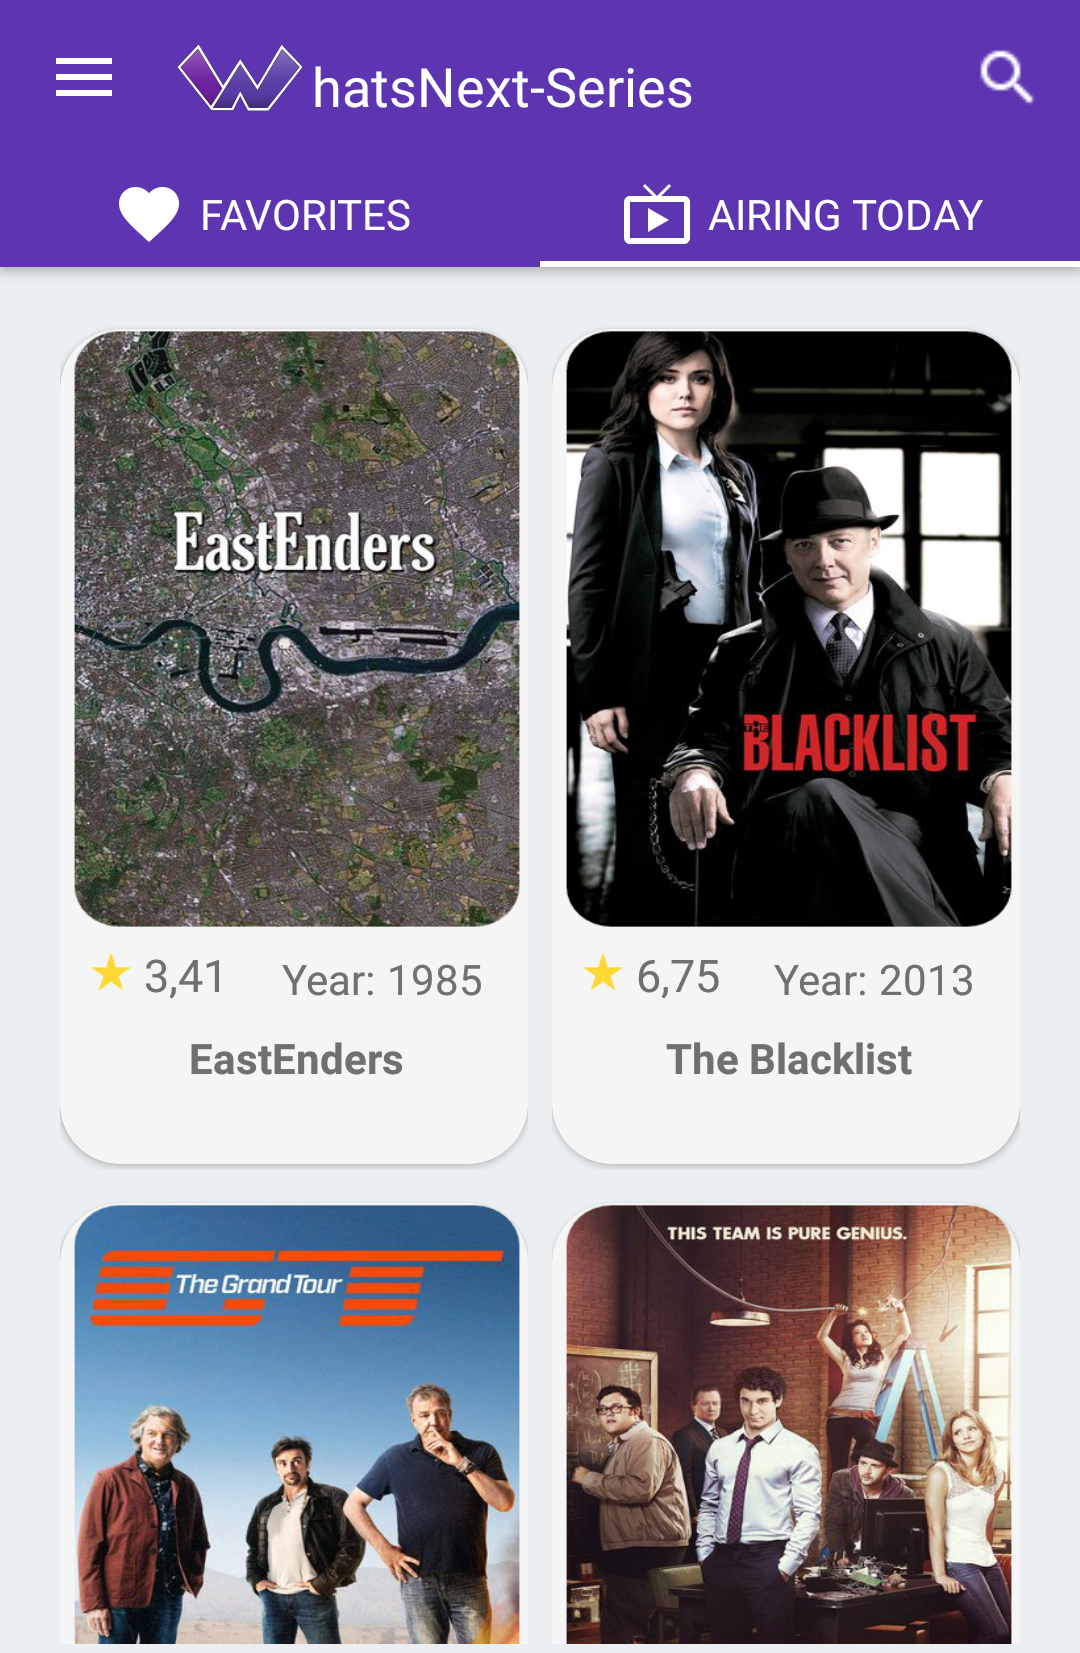 WhatsNext-Series
FAVORITES
AIRING TODAY
EastEnders
THE
BLACKLIST
3,41 Year: 1985
EastEnders
6,75 Year: 2013
The Blacklist
The Grand Tour
THIS TEAM IS PURE GENIUS.